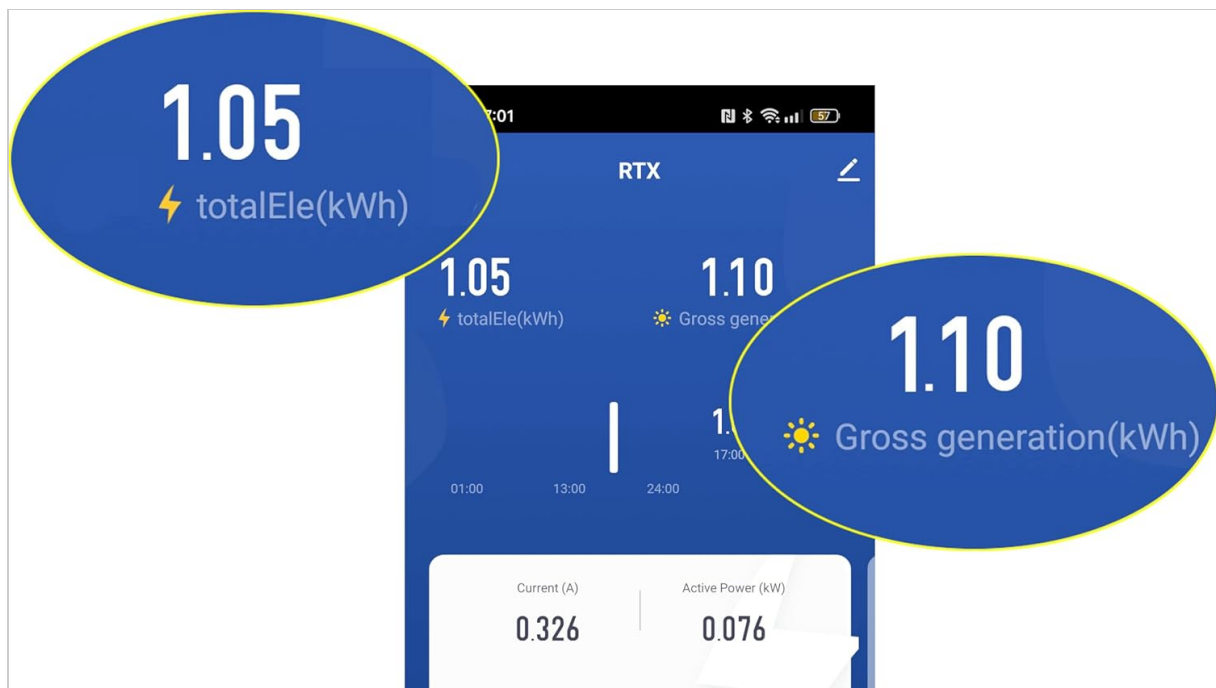 1.05
totalEle(kWh)
:01
57
RTX
1.05
1.10
totalEle(kWh)
Gross gene
1.10
Gross generation(kWh)
1.
17:00
01:00
13:00
24:00
Current (A)
Active Power (kW)
0.326
0.076